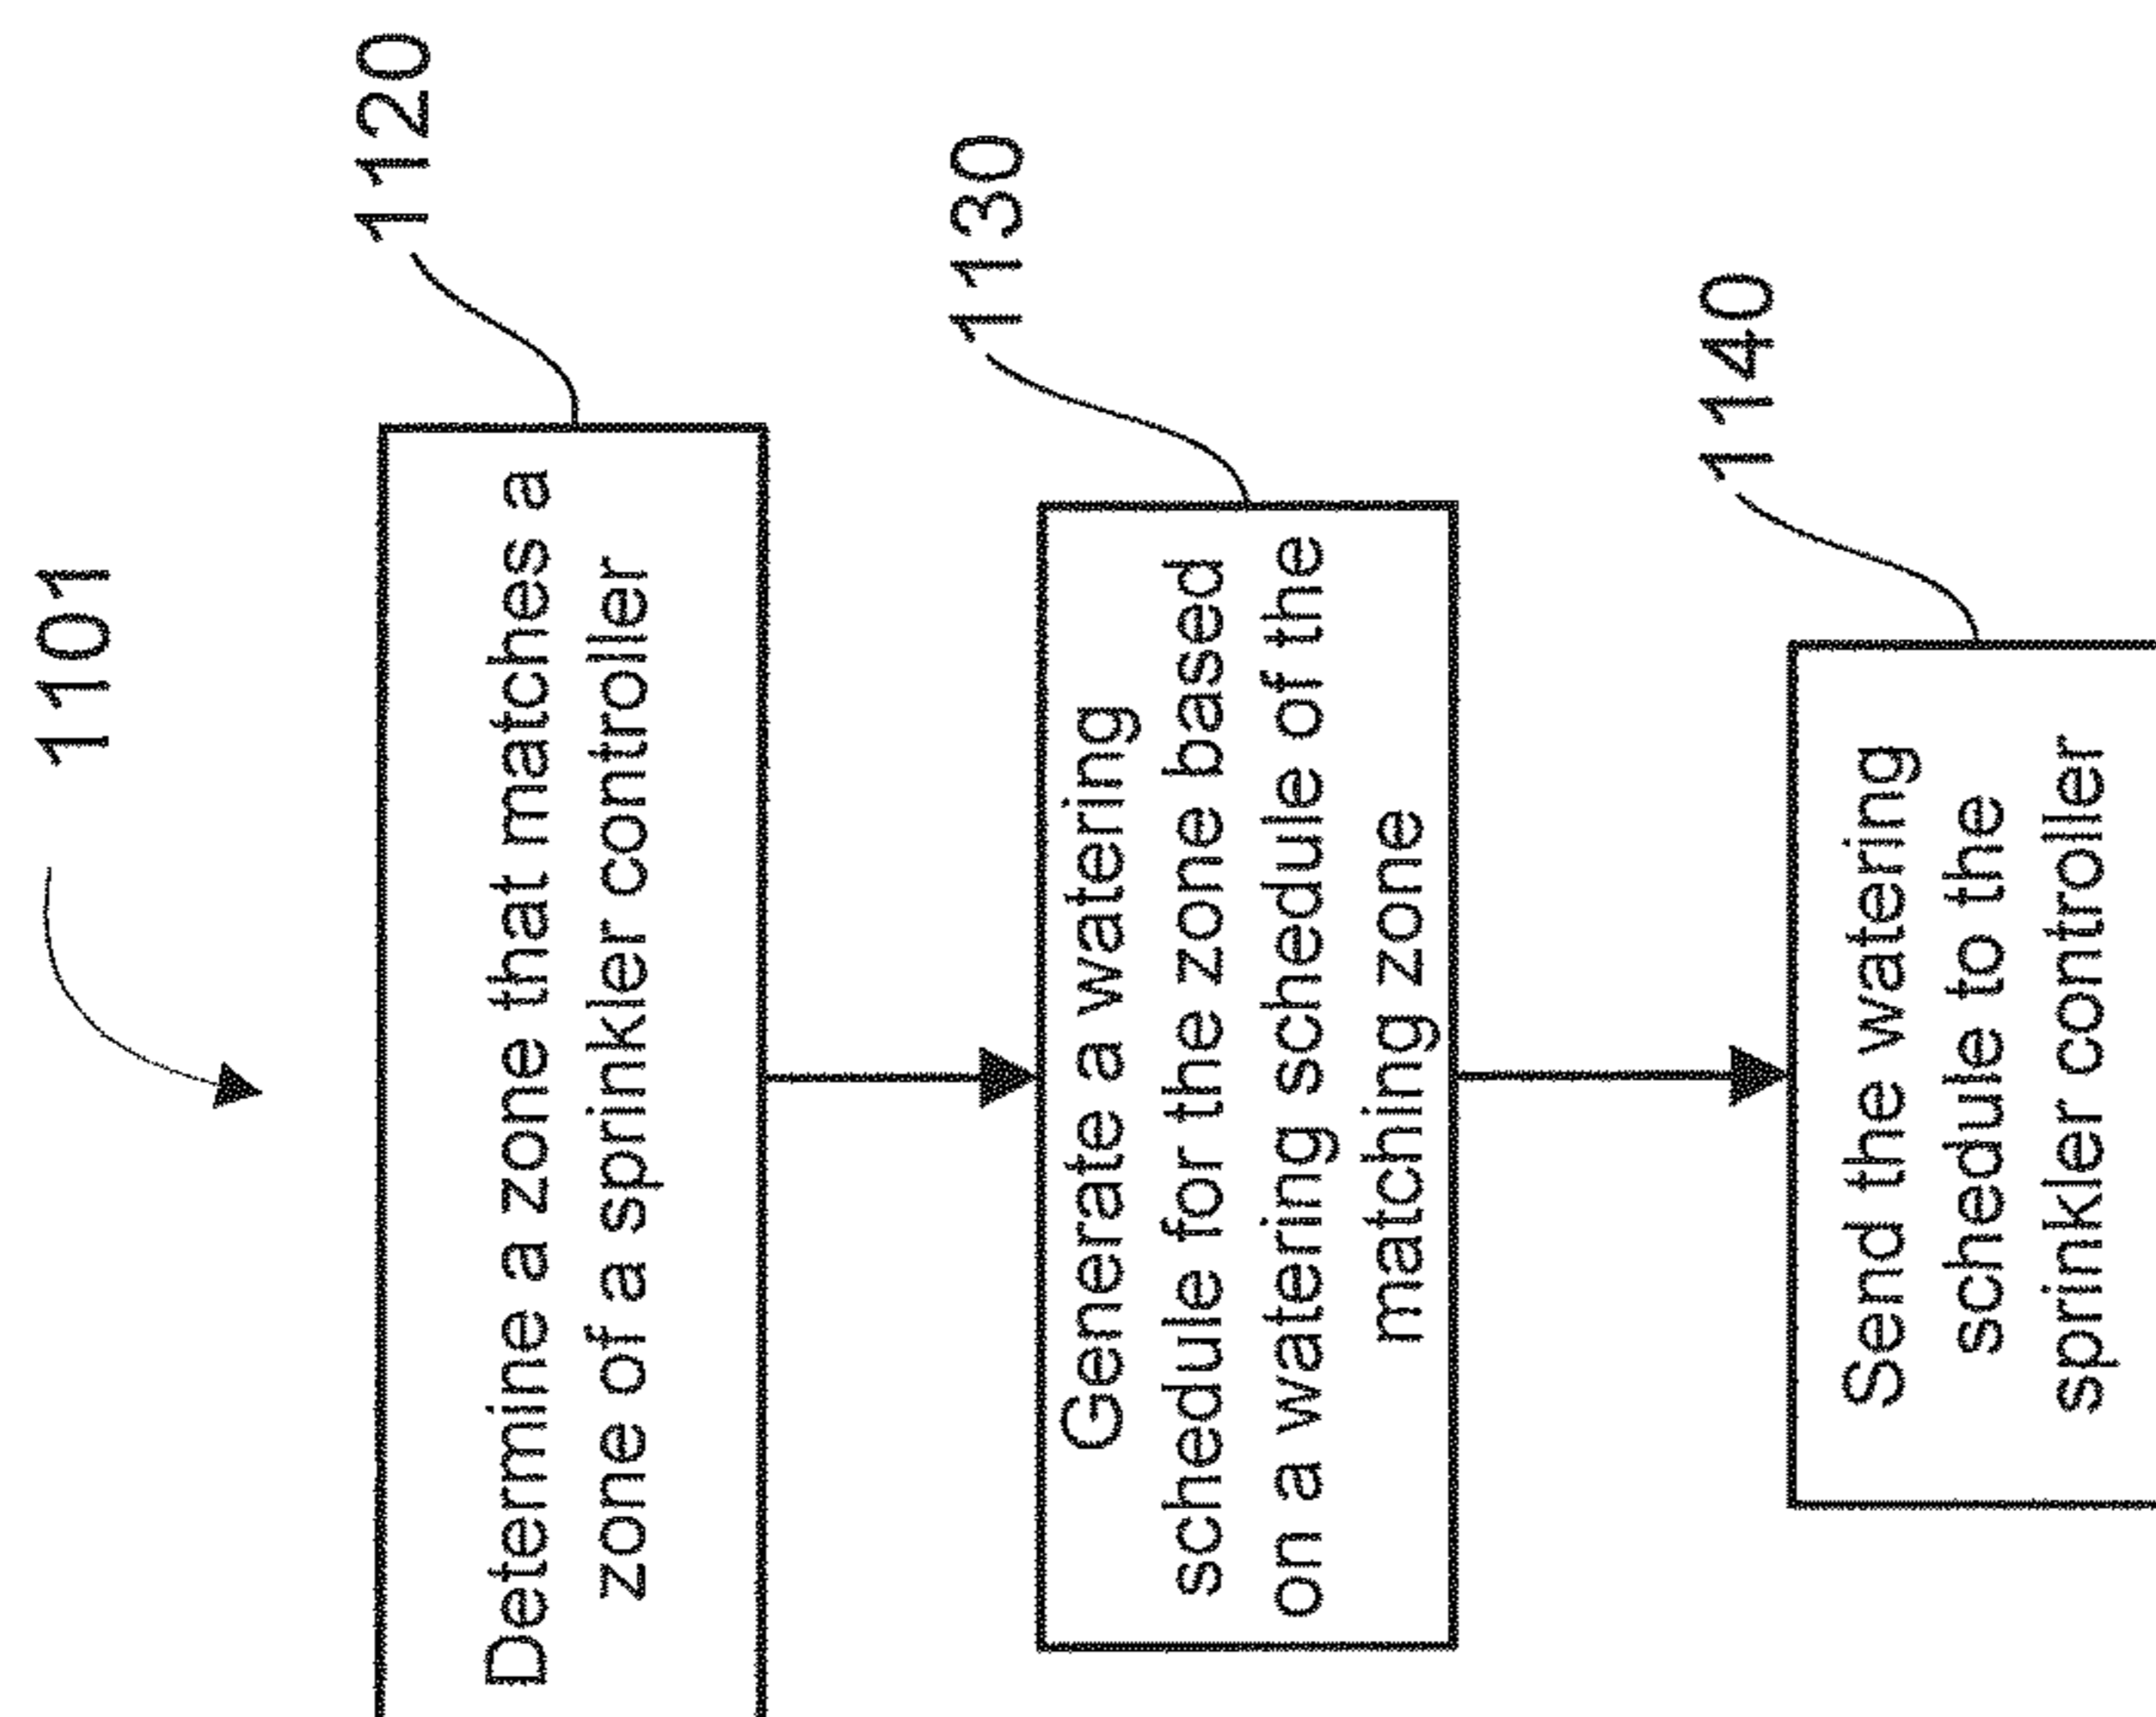 1101
1120
Determine a zone that matches a
zone of a sprinkler controller
1130
Generate a watering
schedule for the zone based
on a watering schedule of the
matching zone
1140
Send the watering
schedule to the
sprinkler controller